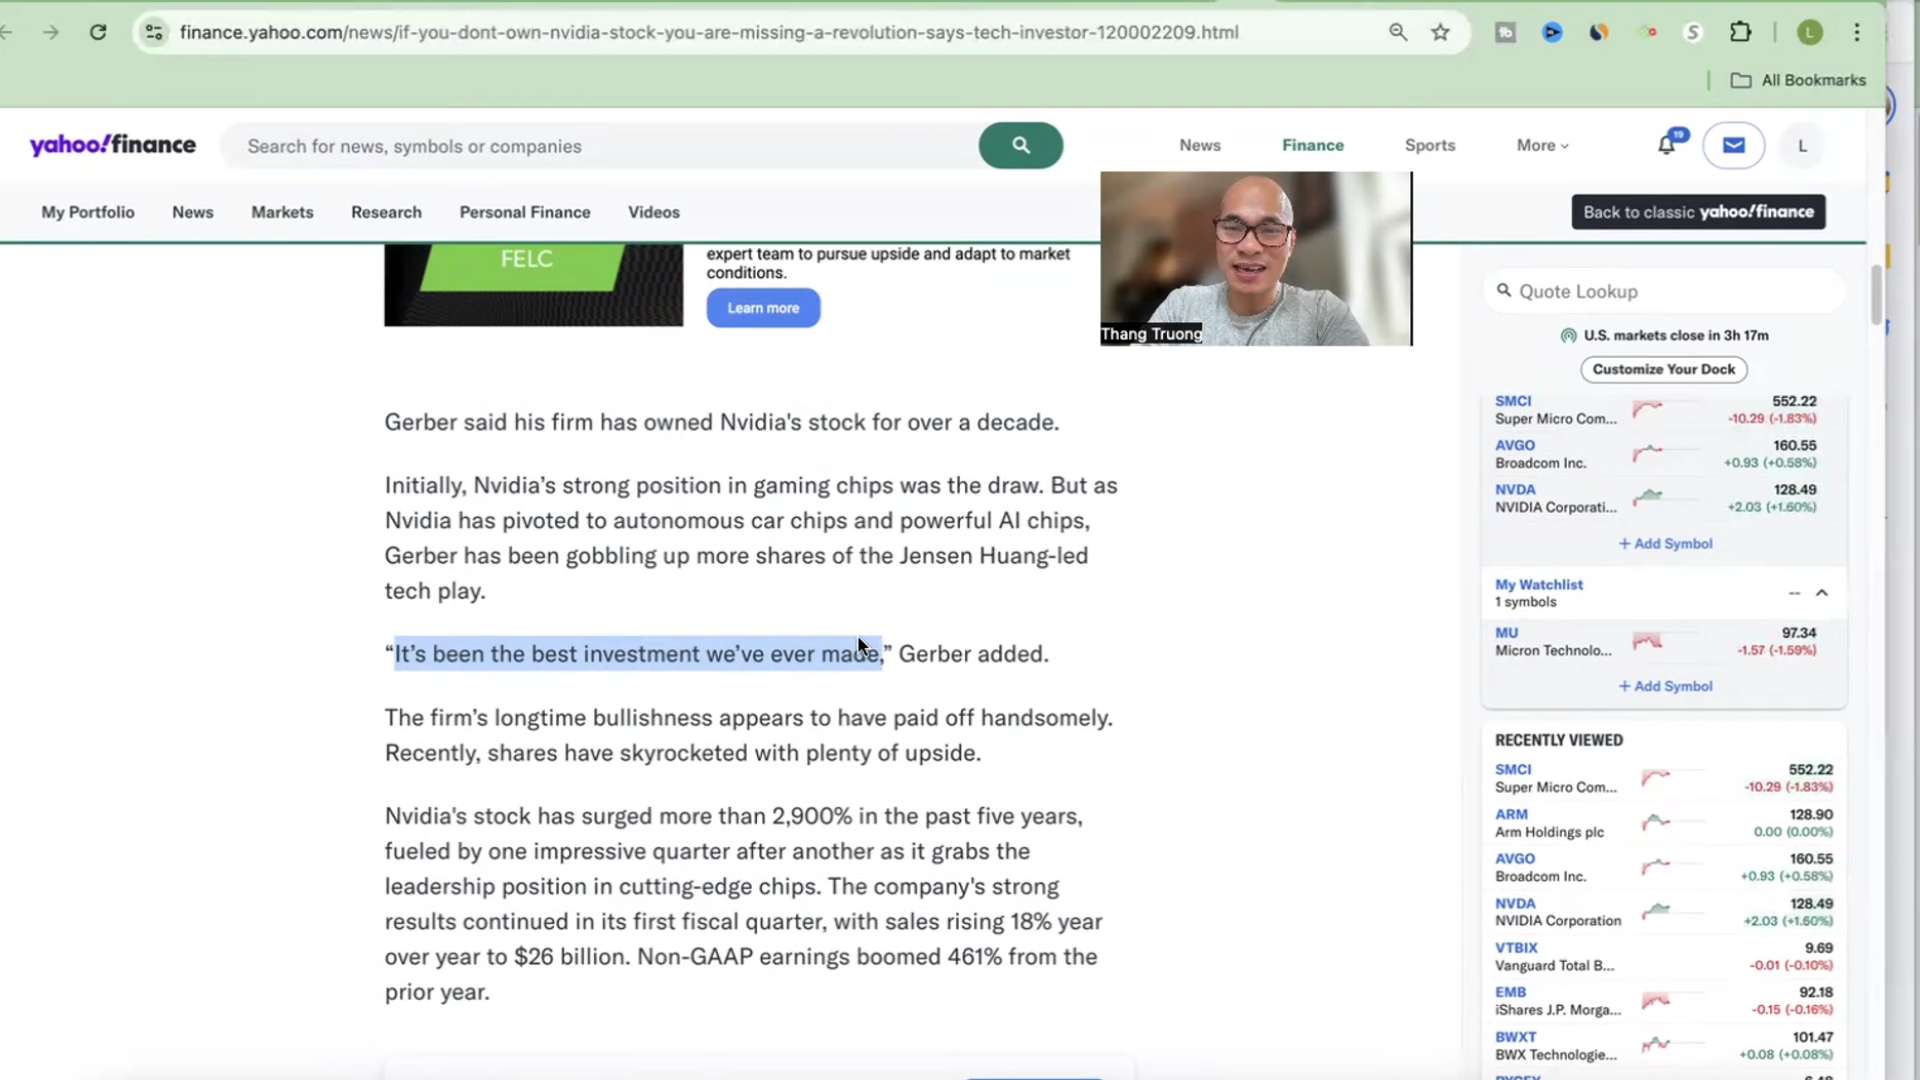 finance.yahoo.com/news/if-you-dont-own-nvidia-stock-you-are-missing-a-revolution-says-tech-investor-120002209.html
L
All Bookmarks
yahoo!finance
Search for news, symbols or companies
News
Finance
Sports
More
19
L
My Portfolio
News
Markets
Research
Personal Finance
Videos
Back to classic yahoo!finance
FELC
expert team to pursue upside and adapt to market
conditions.
Learn more
Thang Truong
Gerber said his firm has owned Nvidia's stock for over a decade.
Initially, Nvidia’s strong position in gaming chips was the draw. But as
Nvidia has pivoted to autonomous car chips and powerful AI chips,
Gerber has been gobbling up more shares of the Jensen Huang-led
tech play.
“It’s been the best investment we’ve ever made,” Gerber added.
The firm’s longtime bullishness appears to have paid off handsomely.
Recently, shares have skyrocketed with plenty of upside.
Nvidia's stock has surged more than 2,900% in the past five years,
fueled by one impressive quarter after another as it grabs the
leadership position in cutting-edge chips. The company's strong
results continued in its first fiscal quarter, with sales rising 18% year
over year to $26 billion. Non-GAAP earnings boomed 461% from the
prior year.
Quote Lookup
U.S. markets close in 3h 17m
Customize Your Dock
SMCI 552.22
Super Micro Com... -10.29 (-1.83%)
AVGO 160.55
Broadcom Inc. +0.93 (+0.58%)
NVDA 128.49
NVIDIA Corporati... +2.03 (+1.60%)
+ Add Symbol
My Watchlist
1 symbols --
MU 97.34
Micron Technolo... -1.57 (-1.59%)
+ Add Symbol
RECENTLY VIEWED
SMCI 552.22
Super Micro Com... -10.29 (-1.83%)
ARM 128.90
Arm Holdings plc 0.00 (0.00%)
AVGO 160.55
Broadcom Inc. +0.93 (+0.58%)
NVDA 128.49
NVIDIA Corporation +2.03 (+1.60%)
VTBIX 9.69
Vanguard Total B... -0.01 (-0.10%)
EMB 92.18
iShares J.P. Morga... -0.15 (-0.16%)
BWXT 101.47
BWX Technologie... +0.08 (+0.08%)